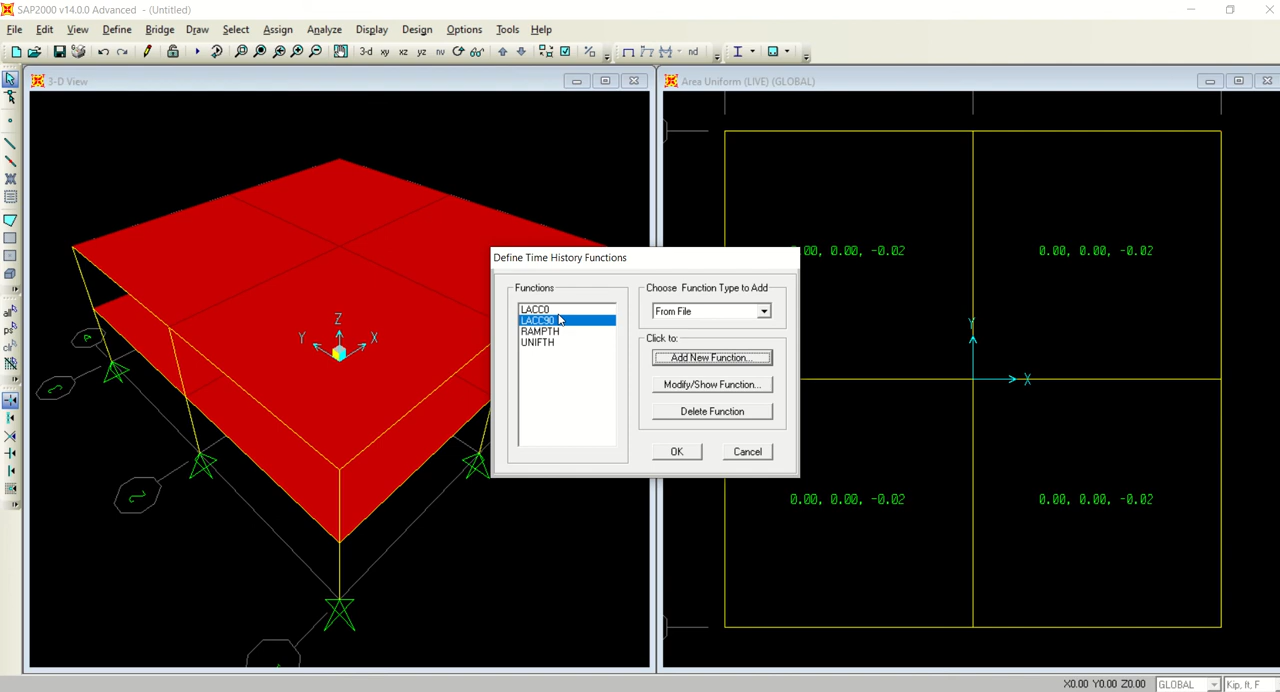 SAP2000 v14.0.0 Advanced - (Untitled)
File Edit View Define Bridge Draw Select Assign Analyze Display Design Options Tools Help
3-d xy xz yz nv nd
3-D View
Area Uniform (LIVE) (GLOBAL)
all
ps
clr
Z
Y X
Define Time History Functions
Functions
LACC0
LACC90
RAMPTH
UNIFTH
Choose Function Type to Add
From File
Click to:
Add New Function...
Modify/Show Function...
Delete Function
OK Cancel
.00, 0.00, -0.02 0.00, 0.00, -0.02
Y
X
0.00, 0.00, -0.02 0.00, 0.00, -0.02
X0.00 Y0.00 Z0.00 GLOBAL Kip, ft, F